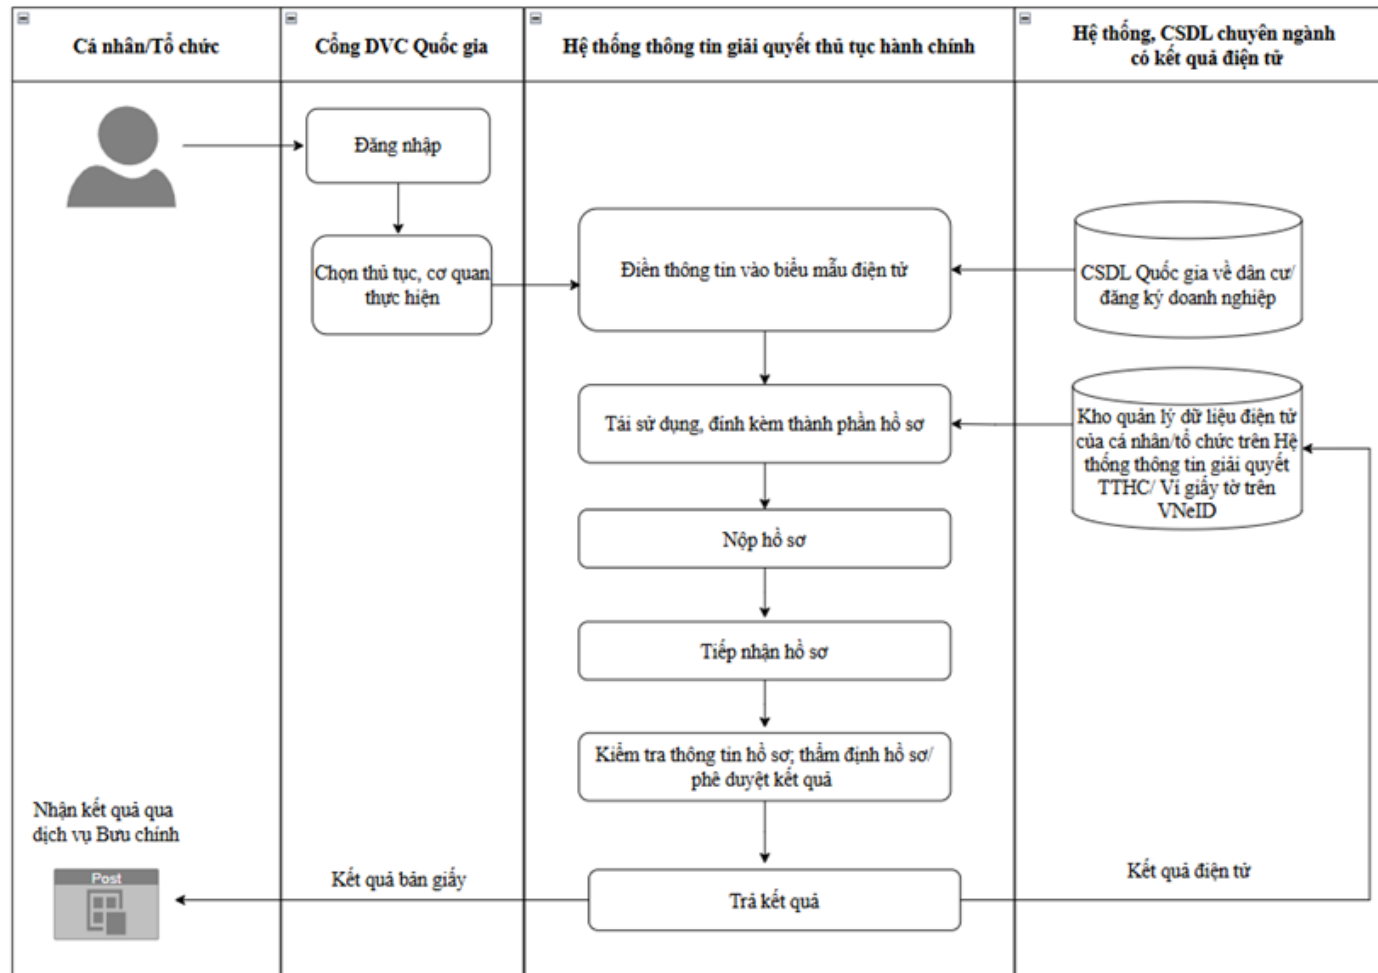 Cá nhân/Tổ chức
Cổng DVC Quốc gia
Hệ thống thông tin giải quyết thủ tục hành chính
Hệ thống, CSDL chuyên ngành
có kết quả điện tử
Đăng nhập
Chọn thủ tục, cơ quan
thực hiện
Điền thông tin vào biểu mẫu điện tử
CSDL Quốc gia về dân cư/
đăng ký doanh nghiệp
Tái sử dụng, đính kèm thành phần hồ sơ
Kho quản lý dữ liệu điện tử
của cá nhân/tổ chức trên Hệ
thống thông tin giải quyết
TTHC/ Ví giấy tờ trên
VNeID
Nộp hồ sơ
Tiếp nhận hồ sơ
Kiểm tra thông tin hồ sơ; thẩm định hồ sơ/
phê duyệt kết quả
Nhận kết quả qua
dịch vụ Bưu chính
Post
Kết quả bản giấy
Trả kết quả
Kết quả điện tử